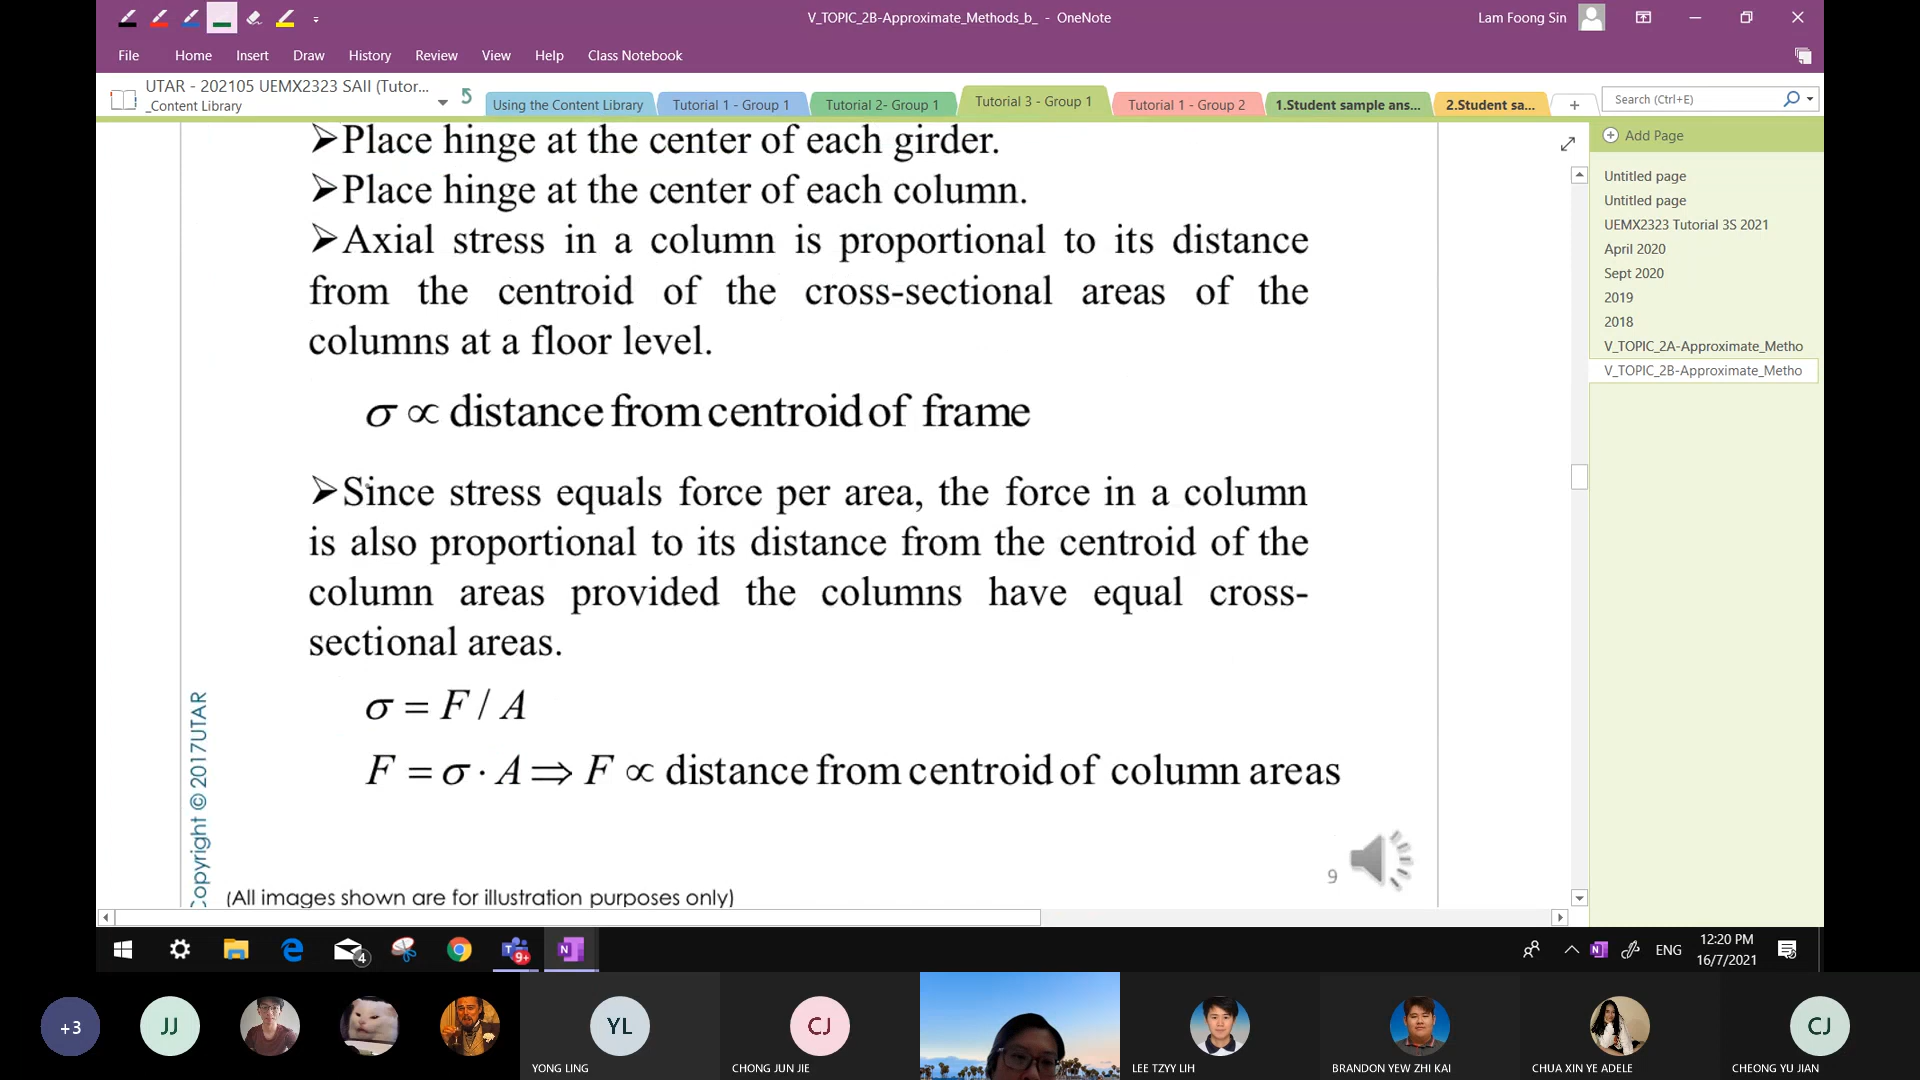 V_TOPIC_2B-Approximate_Methods_b_ - OneNote
Lam Foong Sin
File Home Insert Draw History Review View Help Class Notebook
UTAR - 202105 UEMX2323 SAII (Tutor...
_Content Library
Using the Content Library
Tutorial 1 - Group 1
Tutorial 2- Group 1
Tutorial 3 - Group 1
Tutorial 1 - Group 2
1.Student sample ans...
2.Student sa...
+
Search (Ctrl+E)
➢Place hinge at the center of each girder.
➢Place hinge at the center of each column.
➢Axial stress in a column is proportional to its distance
from the centroid of the cross-sectional areas of the
columns at a floor level.
σ ∝ distance from centroid of frame
➢Since stress equals force per area, the force in a column
is also proportional to its distance from the centroid of the
column areas provided the columns have equal cross-
sectional areas.
σ = F / A
F = σ · A ⇒ F ∝ distance from centroid of column areas
Copyright © 2017UTAR
9
(All images shown are for illustration purposes only)
Add Page
Untitled page
Untitled page
UEMX2323 Tutorial 3S 2021
April 2020
Sept 2020
2019
2018
V_TOPIC_2A-Approximate_Metho
V_TOPIC_2B-Approximate_Metho
4
9+
ENG
12:20 PM
16/7/2021
+3
JJ
YL
YONG LING
CJ
CHONG JUN JIE
LEE TZYY LIH
BRANDON YEW ZHI KAI
CHUA XIN YE ADELE
CJ
CHEONG YU JIAN